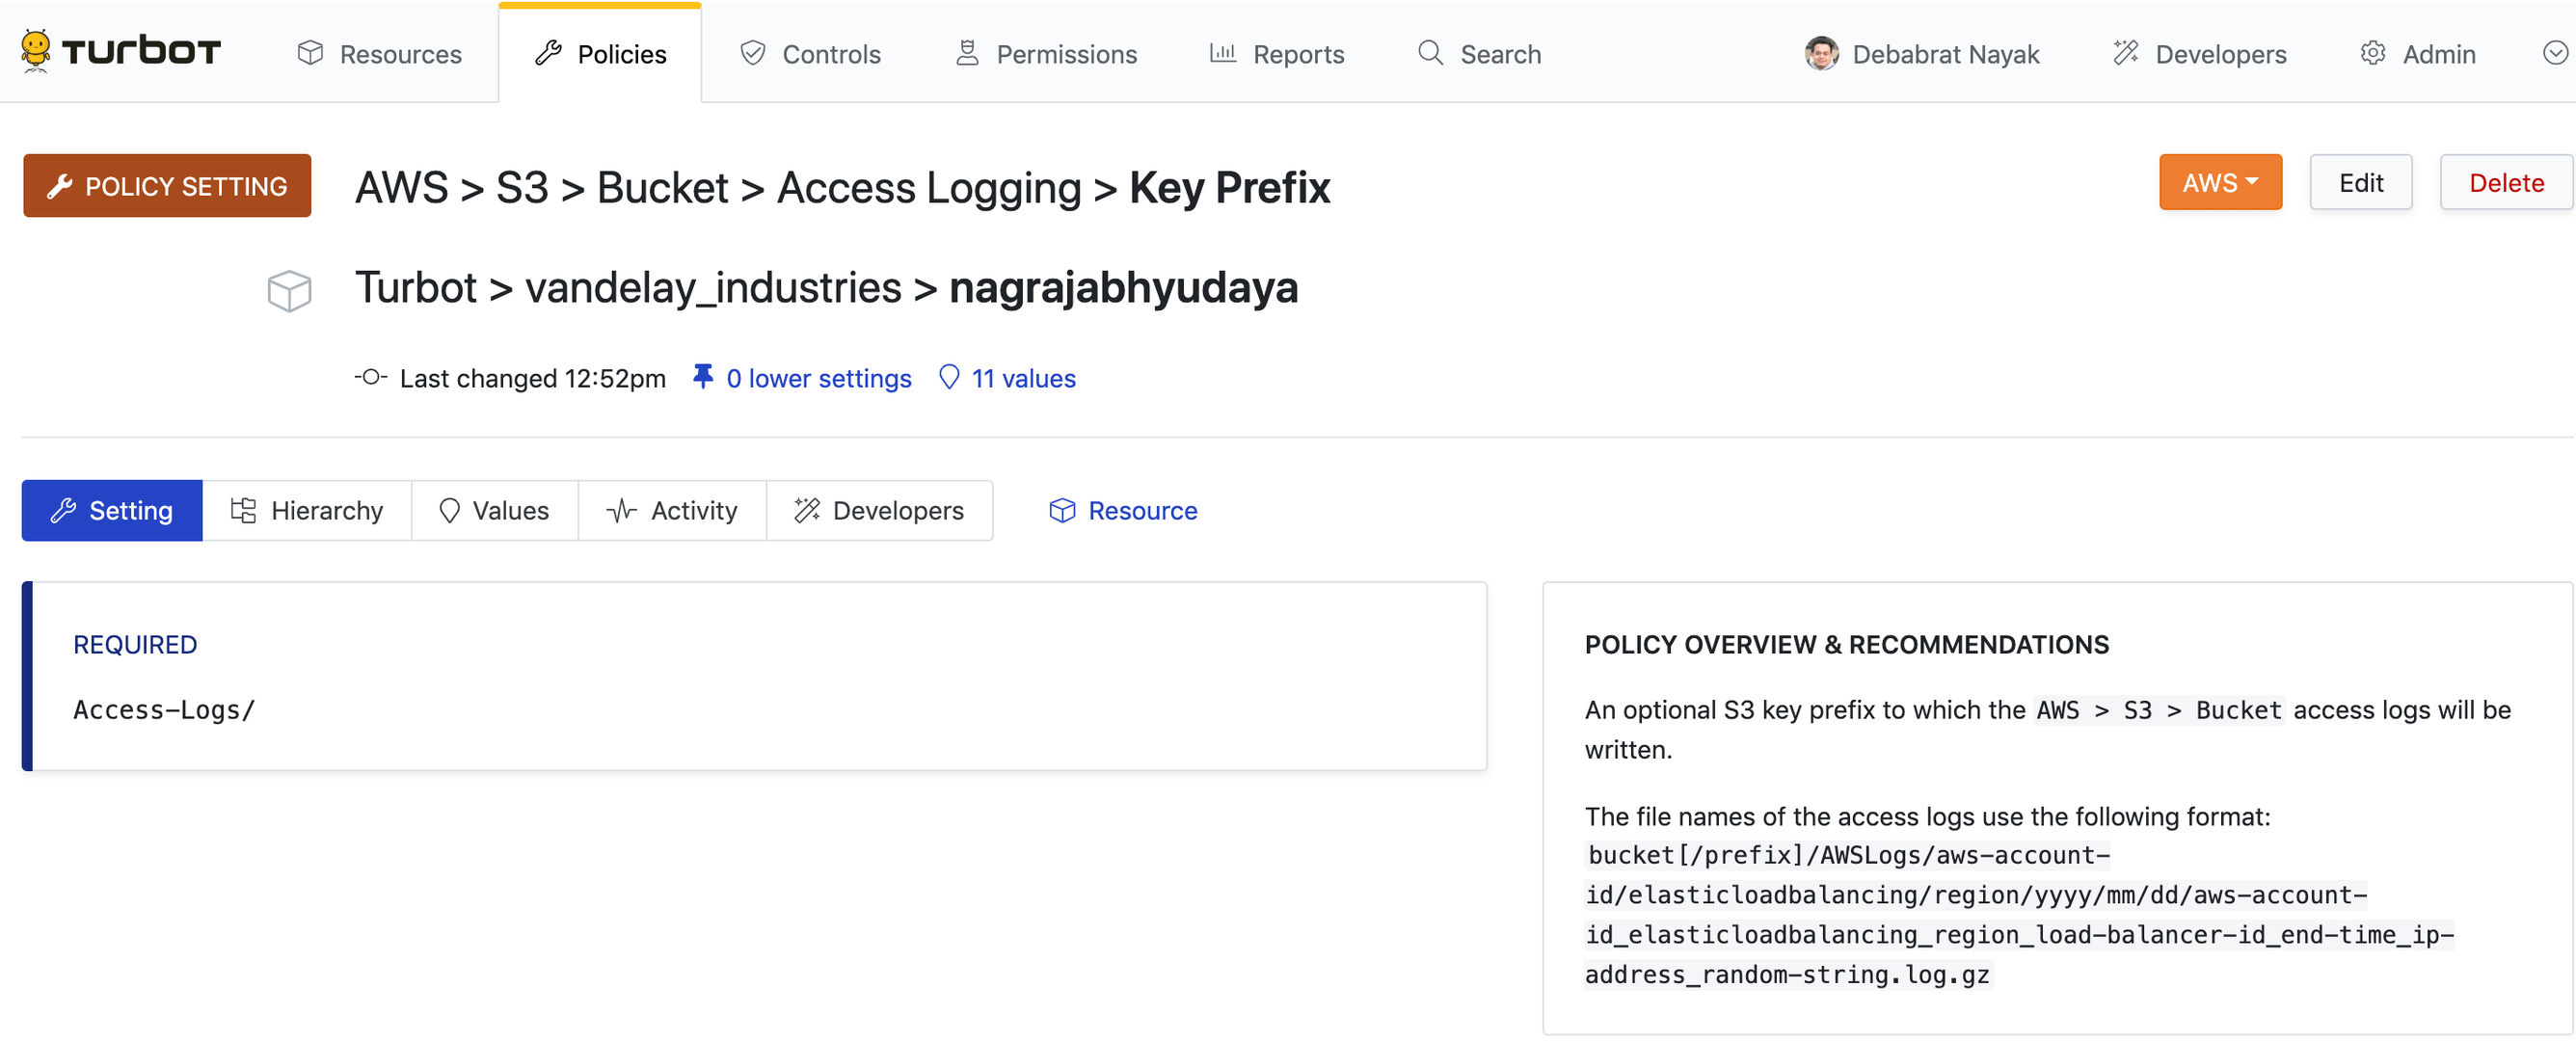 TURBOT Resources Policies Controls Permissions Reports Search Debabrat Nayak Developers Admin
POLICY SETTING AWS > S3 > Bucket > Access Logging > Key Prefix AWS Edit Delete
Turbot > vandelay_industries > nagrajabhyudaya
Last changed 12:52pm 0 lower settings 11 values
Setting Hierarchy Values Activity Developers Resource
REQUIRED
Access-Logs/
POLICY OVERVIEW & RECOMMENDATIONS
An optional S3 key prefix to which the AWS > S3 > Bucket access logs will be
written.
The file names of the access logs use the following format:
bucket[/prefix]/AWSLogs/aws-account-
id/elasticloadbalancing/region/yyyy/mm/dd/aws-account-
id_elasticloadbalancing_region_load-balancer-id_end-time_ip-
address_random-string.log.gz